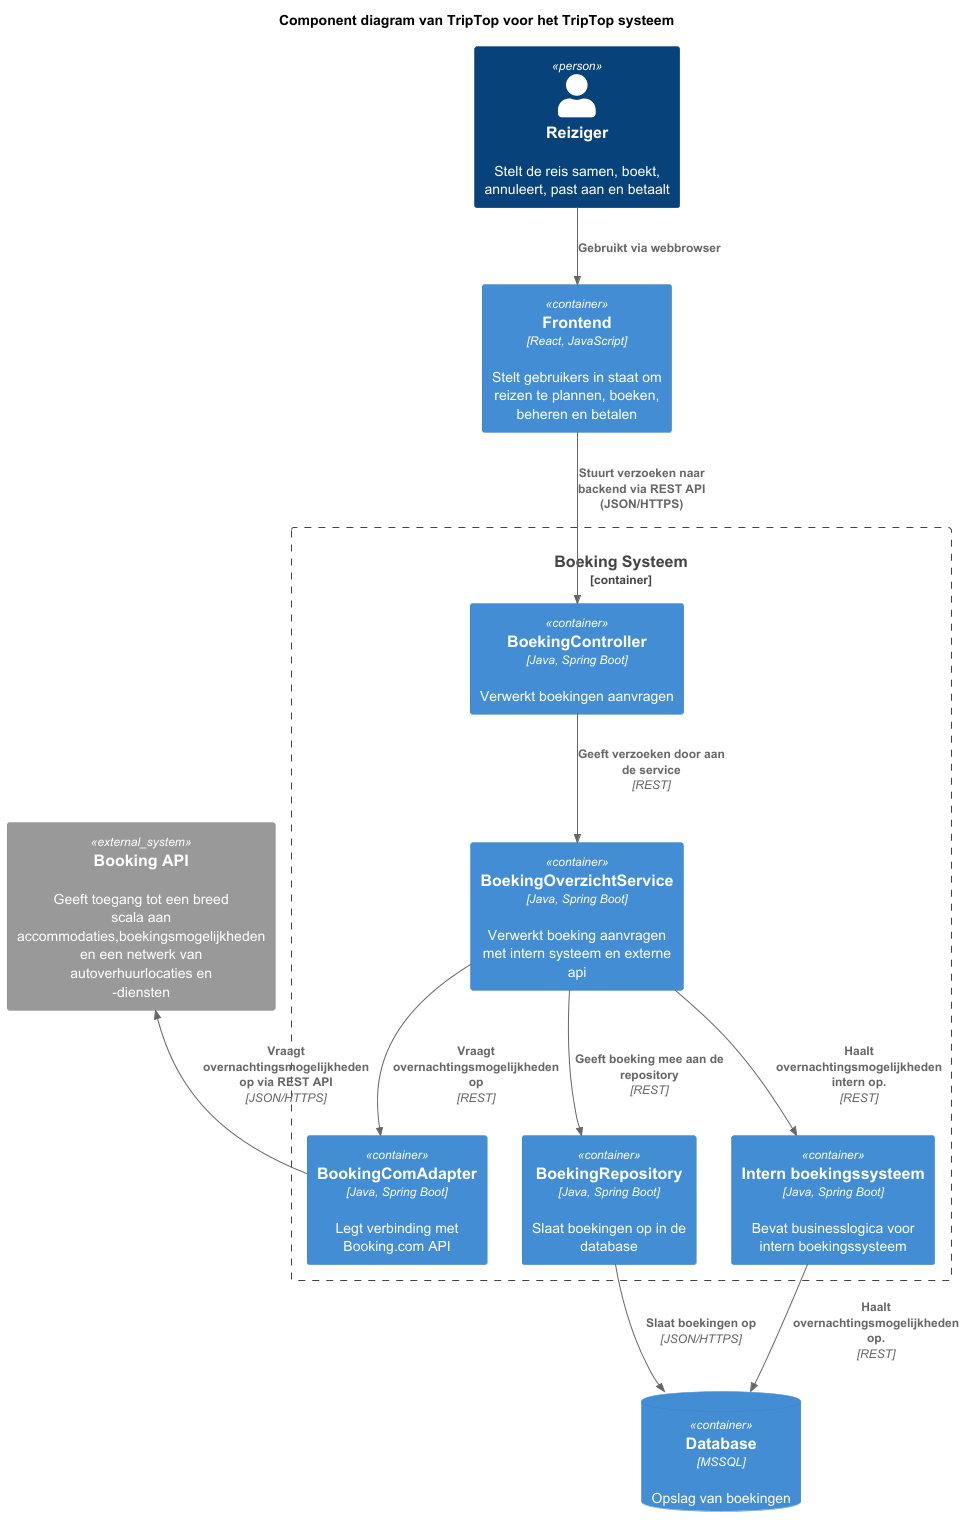 Component diagram van TripTop voor het TripTop systeem
«person»
Reiziger
Stelt de reis samen, boekt,
annuleert, past aan en betaalt
Gebruikt via webbrowser
«container»
Frontend
[React, JavaScript]
Stelt gebruikers in staat om
reizen te plannen, boeken,
beheren en betalen
Stuurt verzoeken naar
backend via REST API
(JSON/HTTPS)
Boeking Systeem
[container]
«container»
BoekingController
[Java, Spring Boot]
Verwerkt boekingen aanvragen
Geeft verzoeken door aan
de service
[REST]
«external_system»
Booking API
Geeft toegang tot een breed
scala aan
accommodaties,boekingsmogelijkheden
en een netwerk van
autoverhuurlocaties en
-diensten
«container»
BoekingOverzichtService
[Java, Spring Boot]
Verwerkt boeking aanvragen
met intern systeem en externe
api
Vraagt
overnachtingsmogelijkheden
op via REST API
[JSON/HTTPS]
Vraagt
overnachtingsmogelijkheden
op
[REST]
Geeft boeking mee aan de
repository
[REST]
Haalt
overnachtingsmogelijkheden
intern op.
[REST]
«container»
BookingComAdapter
[Java, Spring Boot]
Legt verbinding met
Booking.com API
«container»
BoekingRepository
[Java, Spring Boot]
Slaat boekingen op in de
database
«container»
Intern boekingssysteem
[Java, Spring Boot]
Bevat businesslogica voor
intern boekingssysteem
Slaat boekingen op
[JSON/HTTPS]
Haalt
overnachtingsmogelijkheden
op.
[REST]
«container»
Database
[MSSQL]
Opslag van boekingen